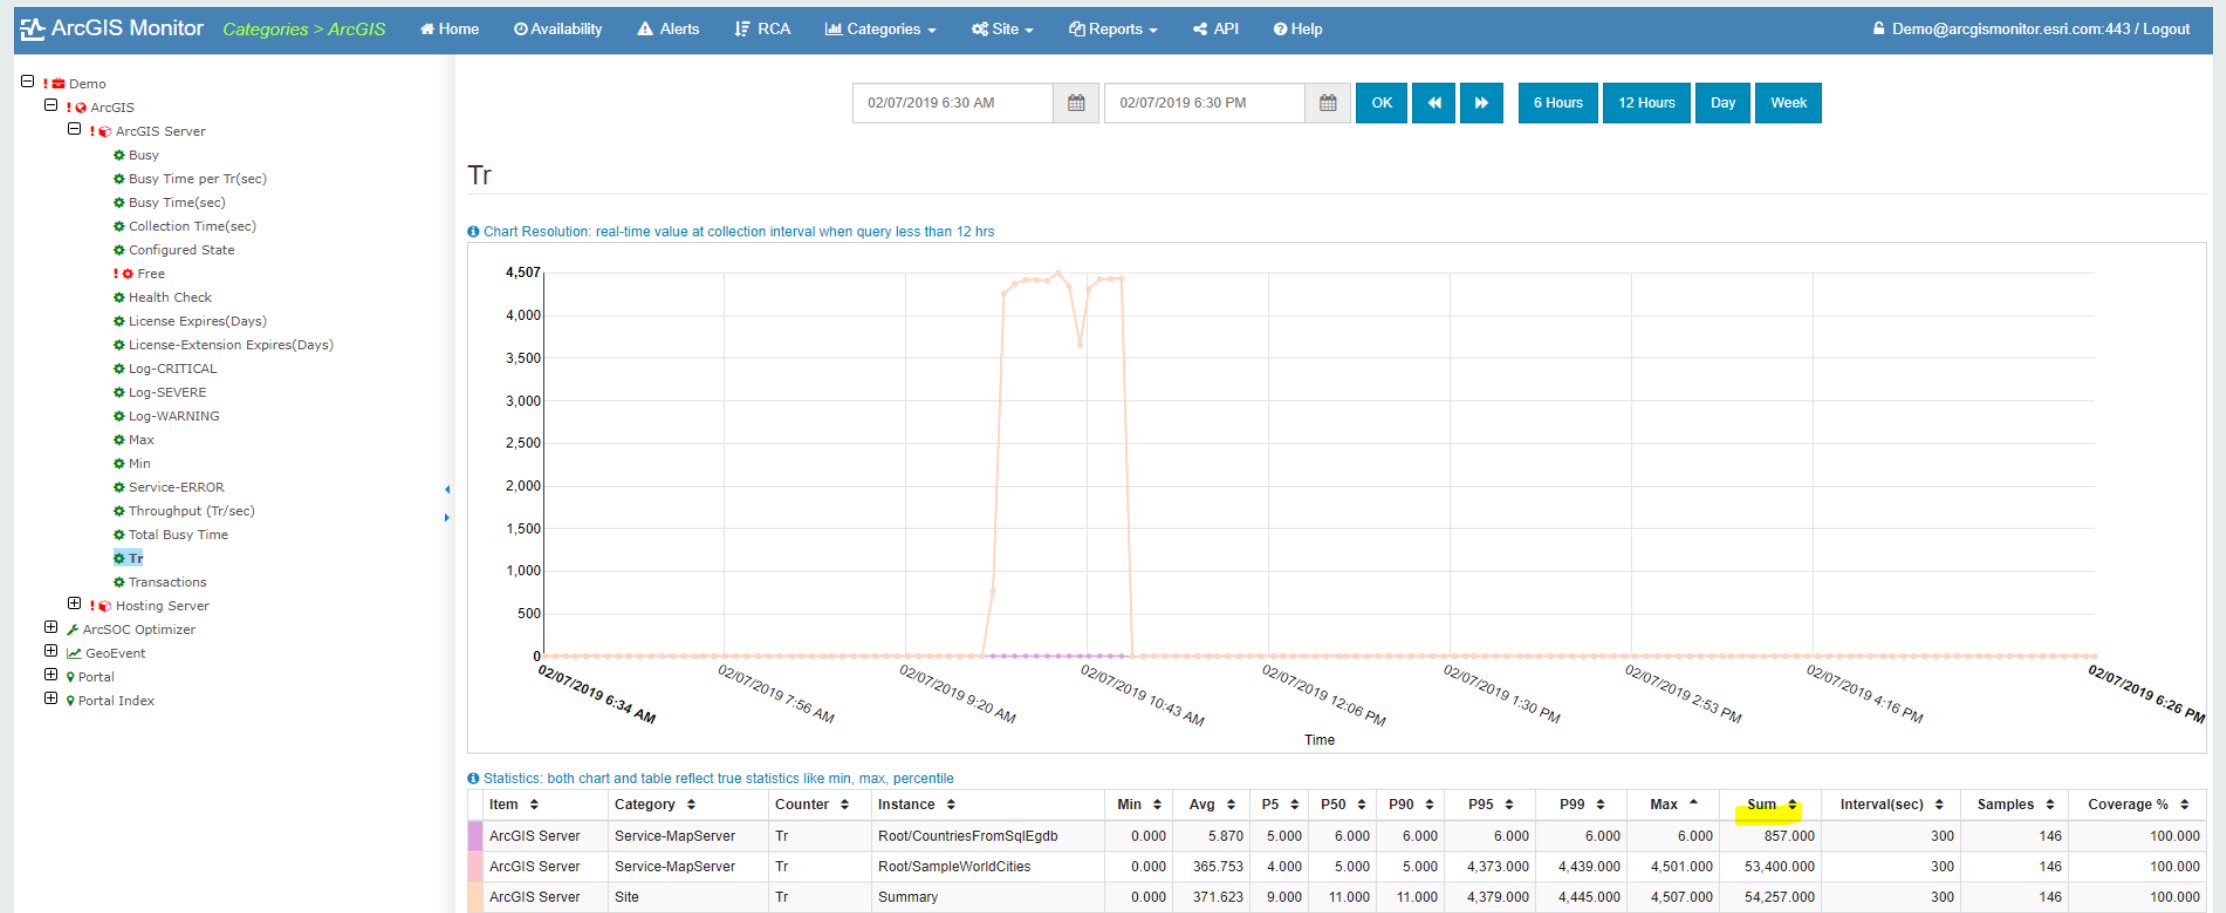 ArcGIS Monitor Categories > ArcGIS Home Availability Alerts RCA Categories Site Reports API Help Demo@arcgismonitor.esri.com:443 / Logout
Demo
ArcGIS
ArcGIS Server
Busy
Busy Time per Tr(sec)
Busy Time(sec)
Collection Time(sec)
Configured State
Free
Health Check
License Expires(Days)
License-Extension Expires(Days)
Log-CRITICAL
Log-SEVERE
Log-WARNING
Max
Min
Service-ERROR
Throughput (Tr/sec)
Total Busy Time
Tr
Transactions
Hosting Server
ArcSOC Optimizer
GeoEvent
Portal
Portal Index
02/07/2019 6:30 AM 02/07/2019 6:30 PM OK 6 Hours 12 Hours Day Week
Tr
Chart Resolution: real-time value at collection interval when query less than 12 hrs
4,507
4,000
3,500
3,000
2,500
2,000
1,500
1,000
500
0
02/07/2019 6:34 AM 02/07/2019 7:56 AM 02/07/2019 9:20 AM 02/07/2019 10:43 AM 02/07/2019 12:06 PM 02/07/2019 1:30 PM 02/07/2019 2:53 PM 02/07/2019 4:16 PM 02/07/2019 6:26 PM
Time
Statistics: both chart and table reflect true statistics like min, max, percentile
Item Category Counter Instance Min Avg P5 P50 P90 P95 P99 Max Sum Interval(sec) Samples Coverage %
ArcGIS Server Service-MapServer Tr Root/CountriesFromSqlEgdb 0.000 5.870 5.000 6.000 6.000 6.000 6.000 6.000 857.000 300 146 100.000
ArcGIS Server Service-MapServer Tr Root/SampleWorldCities 0.000 365.753 4.000 5.000 5.000 4,373.000 4,439.000 4,501.000 53,400.000 300 146 100.000
ArcGIS Server Site Tr Summary 0.000 371.623 9.000 11.000 11.000 4,379.000 4,445.000 4,507.000 54,257.000 300 146 100.000